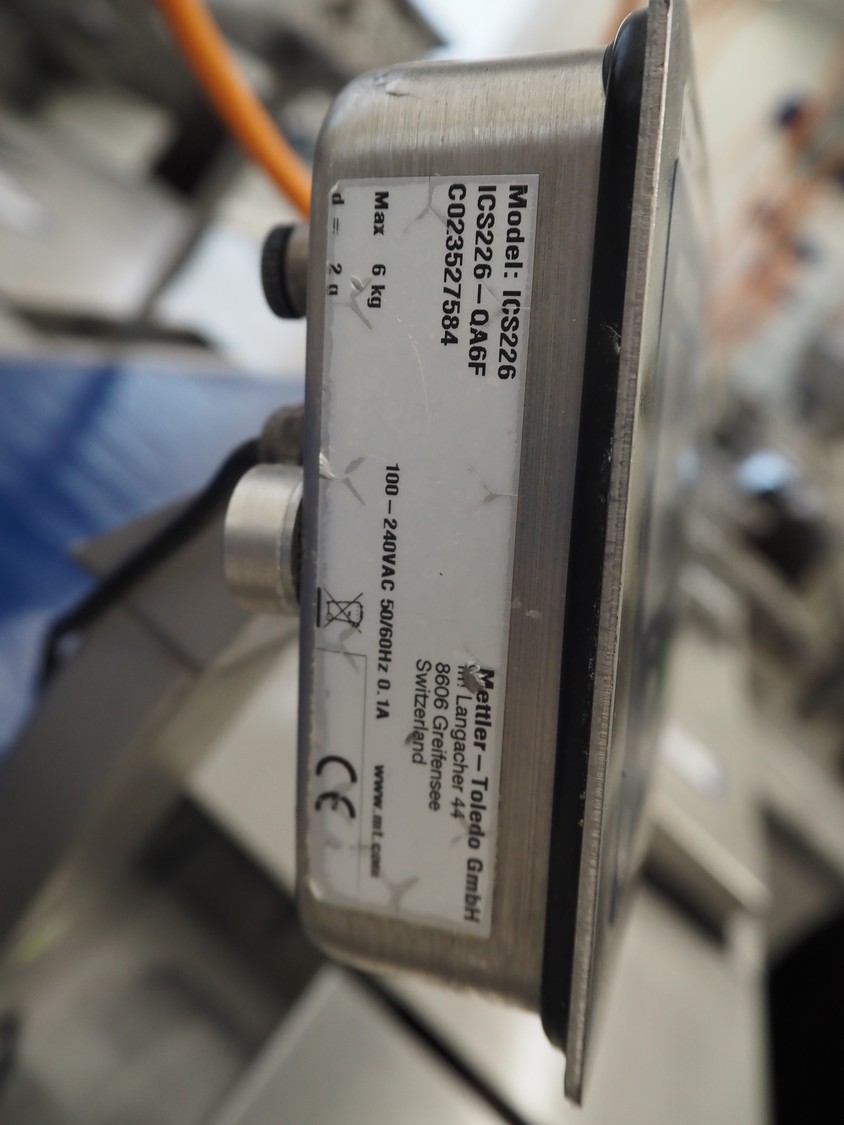 Model: ICS226
ICS226-QA6F
C023527584
Max 6 kg
d = 2 g
100-240VAC 50/60Hz 0.1A
Mettler-Toledo GmbH
Langacher 44
8606 Greifensee
Switzerland
www.mt.com
CE